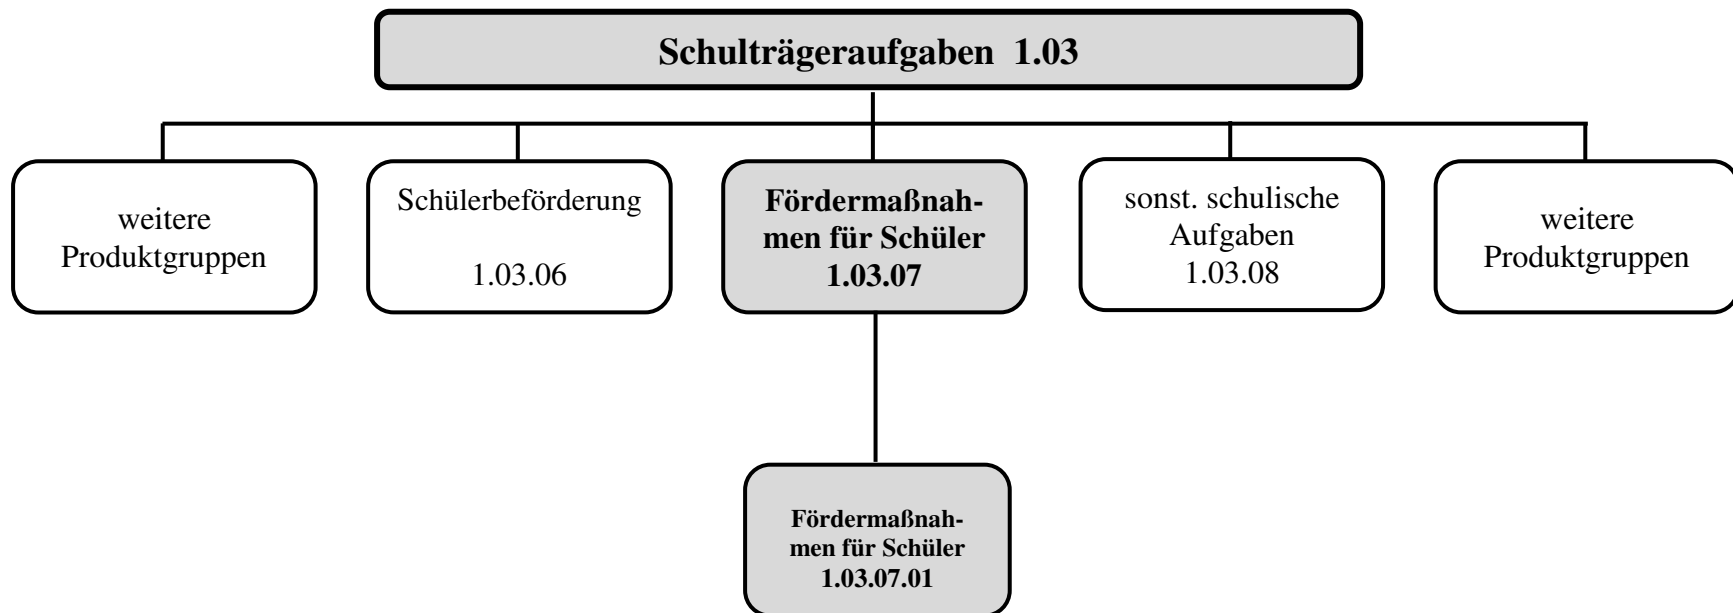 Schulträgeraufgaben 1.03
weitere
Produktgruppen
Schülerbeförderung
1.03.06
Fördermaßnah-
men für Schüler
1.03.07
sonst. schulische
Aufgaben
1.03.08
weitere
Produktgruppen
Fördermaßnah-
men für Schüler
1.03.07.01